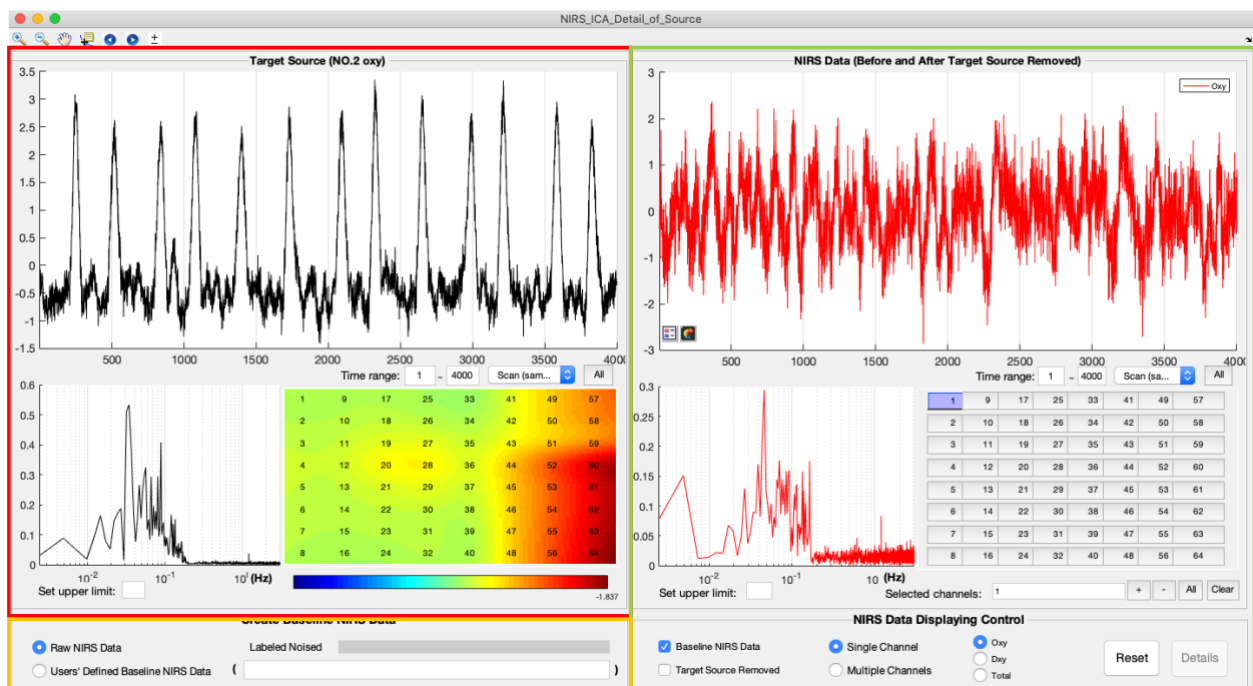 NIRS_ICA_Detail_of_Source
Target Source (NO.2 oxy)
3.5
3
2.5
2
1.5
1
0.5
0
-0.5
-1
-1.5
500 1000 1500 2000 2500 3000 3500 4000
Time range: 1 ~ 4000 Scan (sam... All
0.6
0.5
0.4
0.3
0.2
0.1
0
10-2 10-1 (Hz)
Set upper limit:
1 9 17 25 33 41 49 57
2 10 18 26 34 42 50 58
3 11 19 27 35 43 51 59
4 12 20 28 36 44 52 60
5 13 21 29 37 45 53 61
6 14 22 30 38 46 54 62
7 15 23 31 39 47 55 63
8 16 24 32 40 48 56 64
-1.837
NIRS Data (Before and After Target Source Removed)
Oxy
3
2
1
0
-1
-2
-3
500 1000 1500 2000 2500 3000 3500 4000
Time range: 1 ~ 4000 Scan (sa... All
0.3
0.25
0.2
0.15
0.1
0.05
0
10-2 10-1 10 (Hz)
Set upper limit:
1 9 17 25 33 41 49 57
2 10 18 26 34 42 50 58
3 11 19 27 35 43 51 59
4 12 20 28 36 44 52 60
5 13 21 29 37 45 53 61
6 14 22 30 38 46 54 62
7 15 23 31 39 47 55 63
8 16 24 32 40 48 56 64
Selected channels: 1 + - All Clear
Create Baseline NIRS Data
Raw NIRS Data Labeled Noised
Users' Defined Baseline NIRS Data ( )
NIRS Data Displaying Control
Baseline NIRS Data Single Channel Oxy
Dxy
Target Source Removed Multiple Channels Total
Reset Details